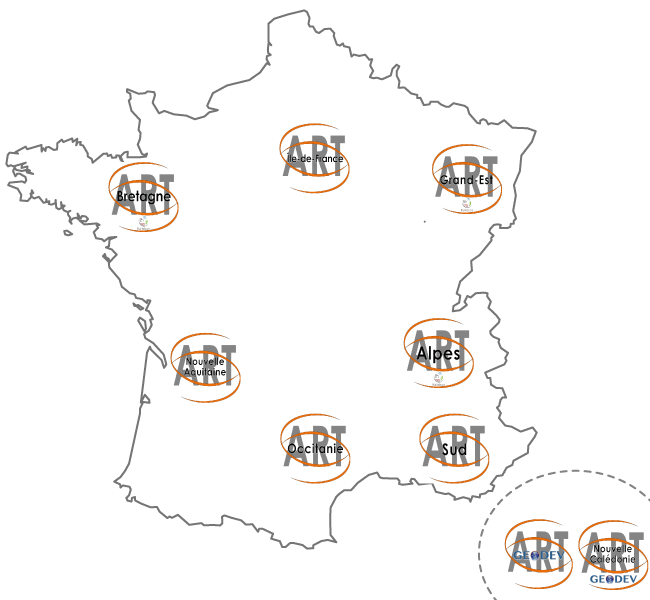 ART
Île-de-France
ART
Grand-Est
ART
Bretagne
ART
Nouvelle
Aquitaine
ART
Alpes
ART
Occitanie
ART
Sud
ART
GEODEV
ART
Nouvelle
Calédonie
GEODEV